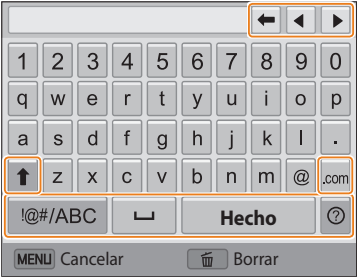 1 2 3 4 5 6 7 8 9 0
q w e r t y u i o p
a s d f g h j k l .
z x c v b n m @ .com
!@#/ABC Hecho ?
MENU Cancelar Borrar